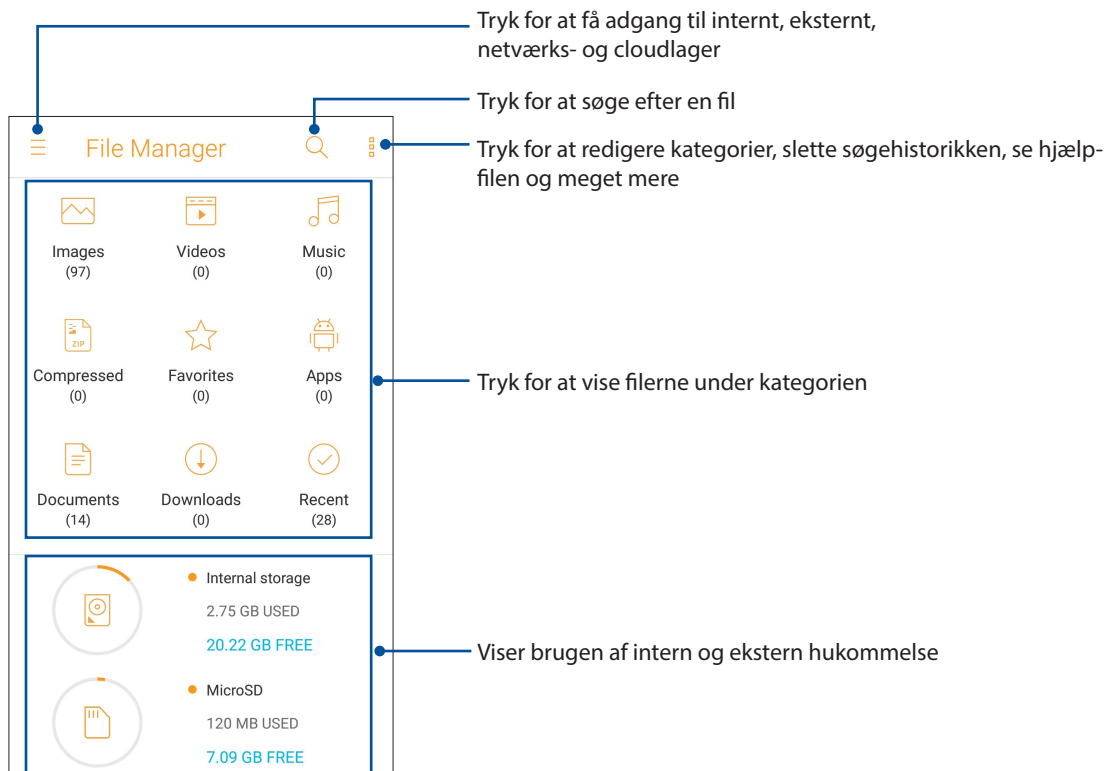 Tryk for at få adgang til internt, eksternt,
netværks- og cloudlager
Tryk for at søge efter en fil
File Manager
Tryk for at redigere kategorier, slette søgehistorikken, se hjælp-
filen og meget mere
Images
(97)
Videos
(0)
Music
(0)
ZIP
Compressed
(0)
Favorites
(0)
Apps
(0)
Tryk for at vise filerne under kategorien
Documents
(14)
Downloads
(0)
Recent
(28)
Internal storage
2.75 GB USED
20.22 GB FREE
Viser brugen af intern og ekstern hukommelse
MicroSD
120 MB USED
7.09 GB FREE